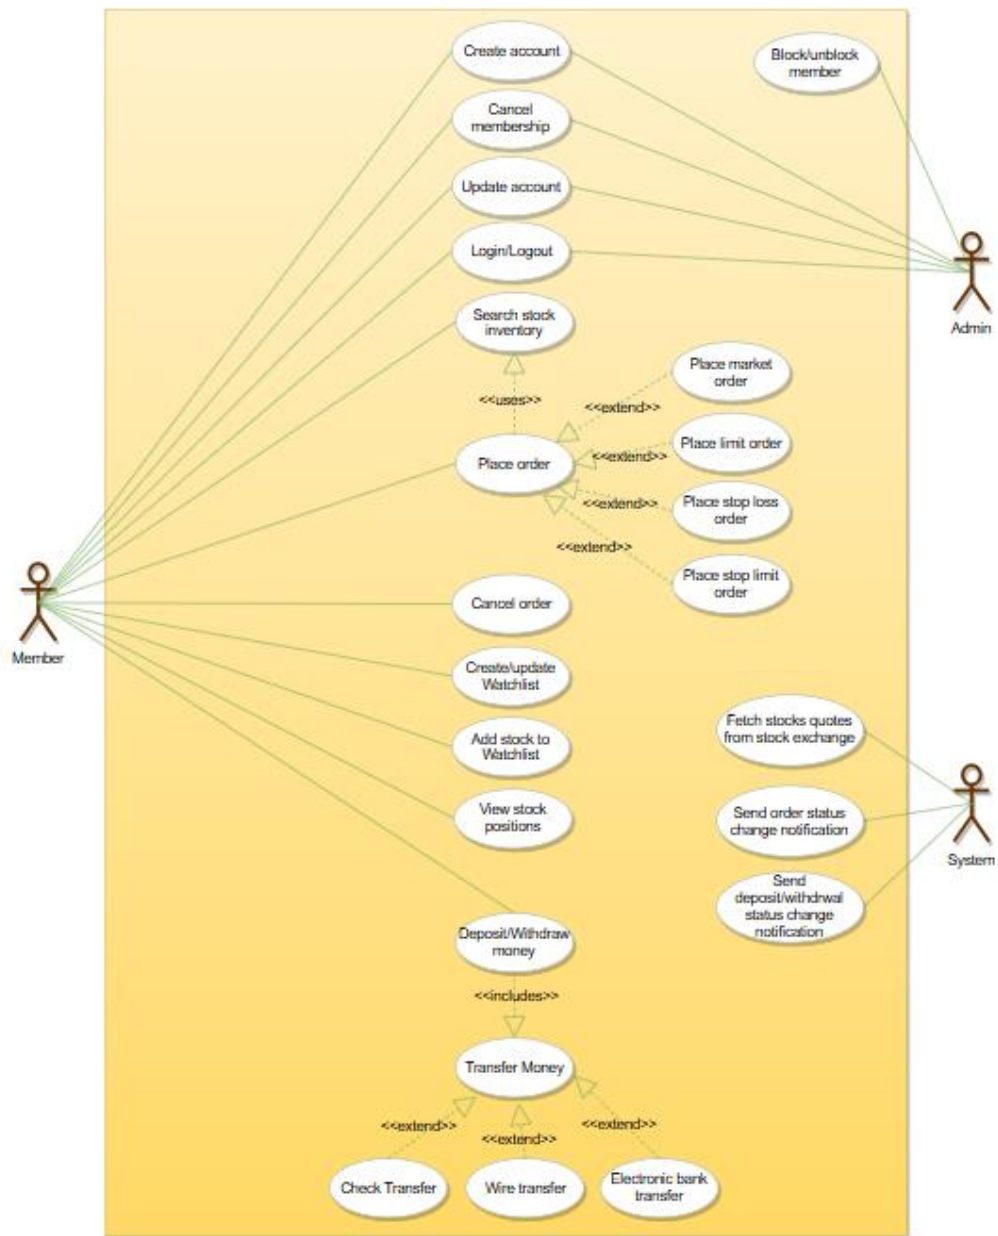 Create account
Block/unblock
member
Cancel
membership
Update account
Login/Logout
Admin
Search stock
inventory
<<uses>>
Place market
order
<<extend>>
Place order
Place limit order
<<extend>>
Place stop loss
order
<<extend>>
<<extend>>
Place stop limit
order
Member
Cancel order
Create/update
Watchlist
Add stock to
Watchlist
View stock
positions
Fetch stocks quotes
from stock exchange
Send order status
change notification
System
Send
deposit/withdrwal
status change
notification
Deposit/Withdraw
money
<<includes>>
Transfer Money
<<extend>>
<<extend>>
<<extend>>
Check Transfer
Wire transfer
Electronic bank
transfer